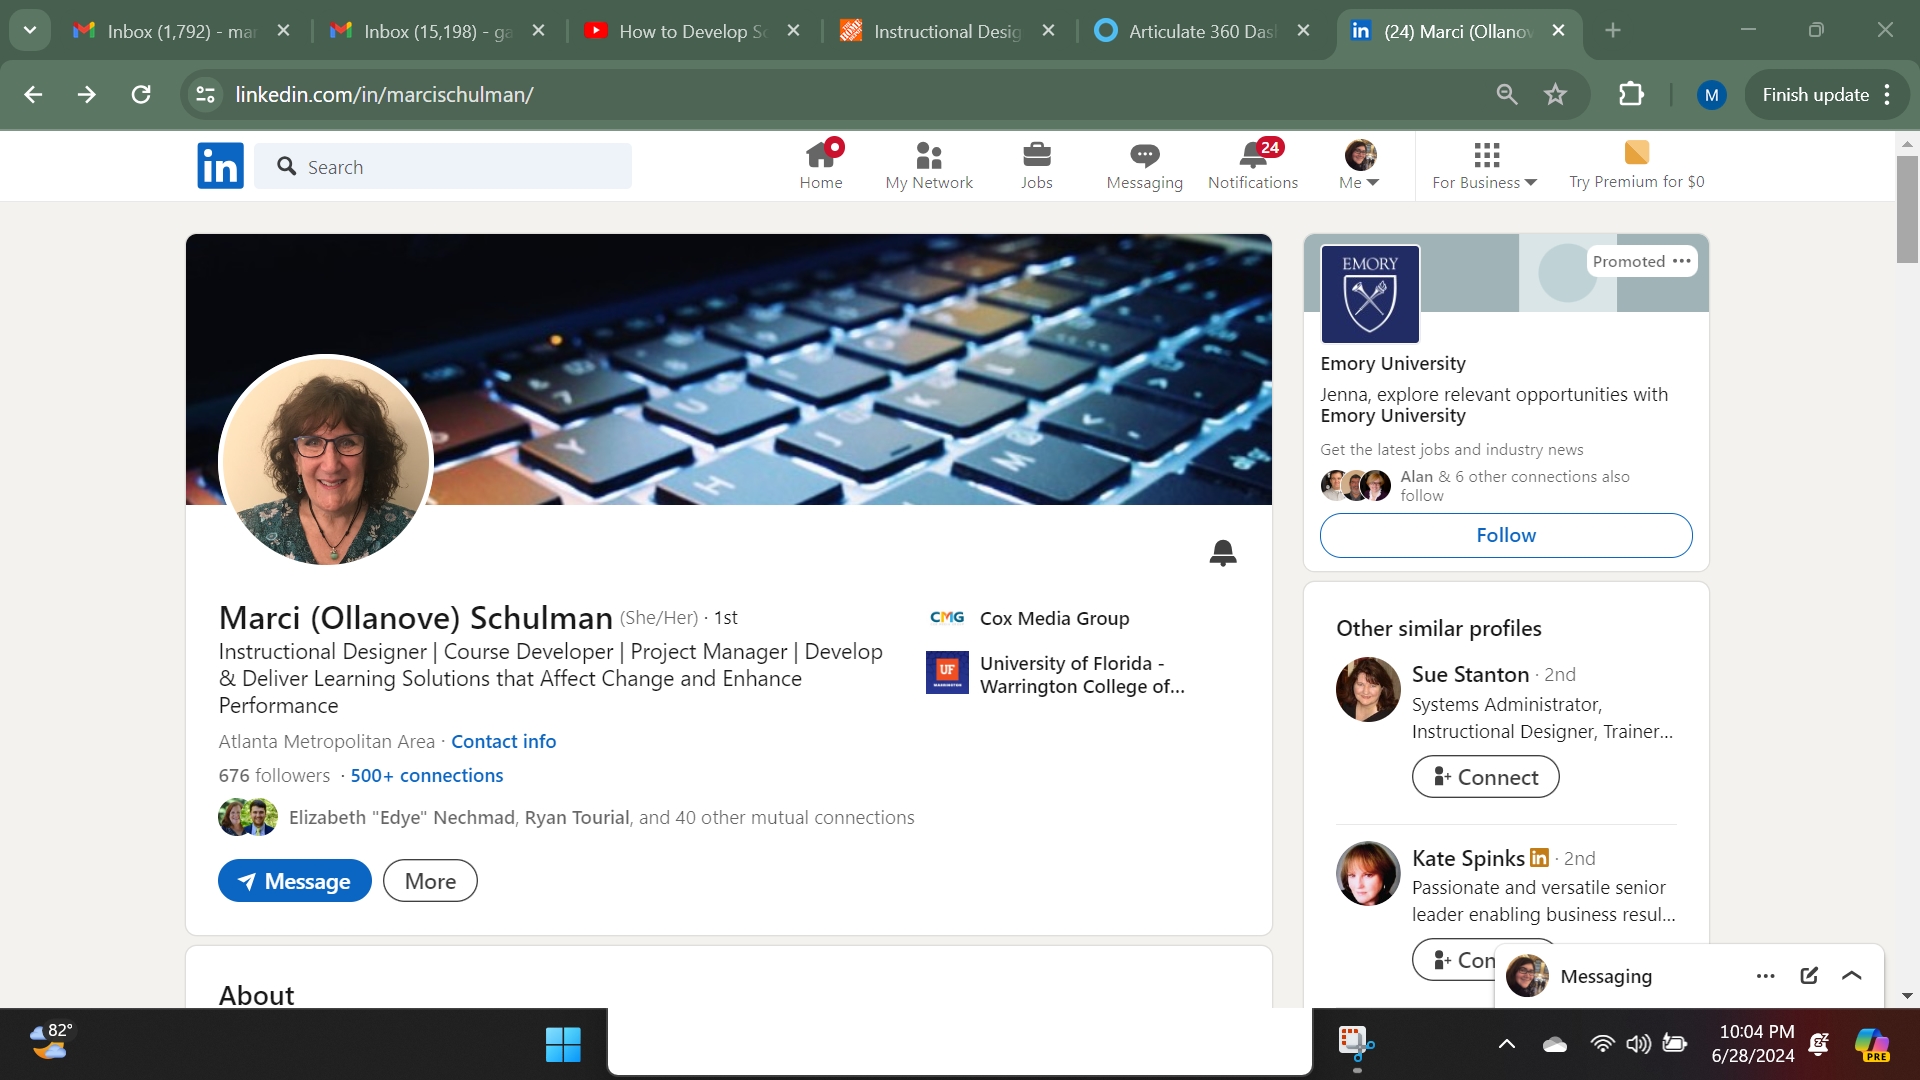 Inbox (1,792) - mar
Inbox (15,198) - ga
How to Develop Sc
Instructional Desig
Articulate 360 Dash
(24) Marci (Ollanov
linkedin.com/in/marcischulman/
M
Finish update
in
Search
Home
My Network
Jobs
Messaging
24
Notifications
Me
For Business
Try Premium for $0
EMORY
Promoted
Emory University
Jenna, explore relevant opportunities with
Emory University
Get the latest jobs and industry news
Alan & 6 other connections also
follow
Follow
Marci (Ollanove) Schulman (She/Her) · 1st
Instructional Designer | Course Developer | Project Manager | Develop
& Deliver Learning Solutions that Affect Change and Enhance
Performance
Atlanta Metropolitan Area · Contact info
676 followers · 500+ connections
Elizabeth "Edye" Nechmad, Ryan Tourial, and 40 other mutual connections
Message
More
CMG
Cox Media Group
UF
University of Florida -
Warrington College of...
About
Other similar profiles
Sue Stanton · 2nd
Systems Administrator,
Instructional Designer, Trainer...
Connect
Kate Spinks in · 2nd
Passionate and versatile senior
leader enabling business resul...
Con
Messaging
82°
10:04 PM
6/28/2024
PRE